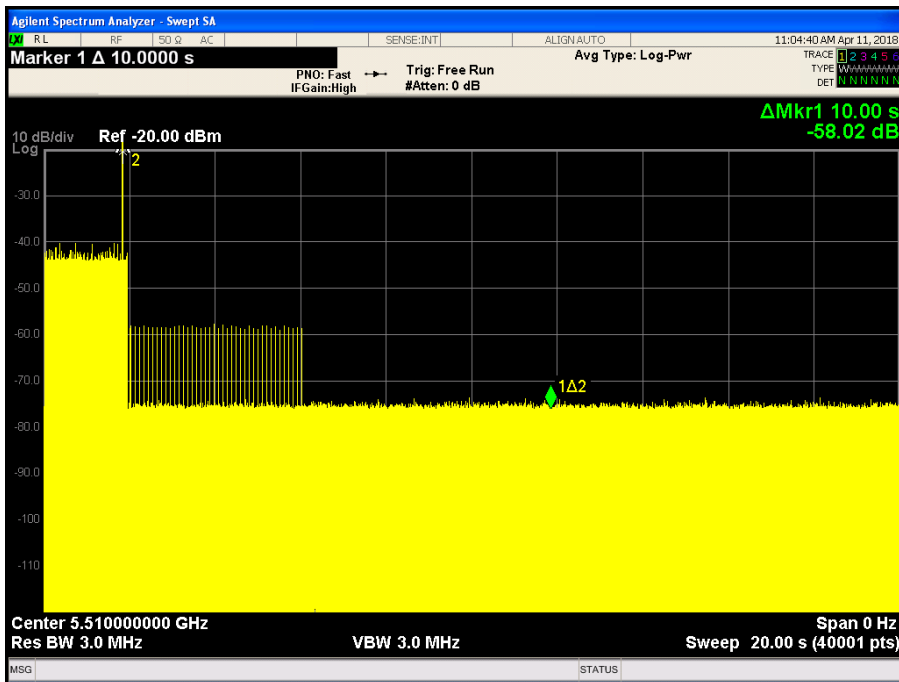 Agilent Spectrum Analyzer - Swept SA
LXI RL RF 50 Ω AC SENSE:INT ALIGNAUTO 11:04:40 AM Apr 11, 2018
Marker 1 Δ 10.0000 s Avg Type: Log-Pwr TRACE 1 2 3 4 5 6
PNO: Fast Trig: Free Run TYPE WWWWWW
IFGain:High #Atten: 0 dB DET N N N N N N
ΔMkr1 10.00 s
10 dB/div Ref -20.00 dBm -58.02 dB
Log
2
-30.0
-40.0
-50.0
-60.0
-70.0
1Δ2
-80.0
-90.0
-100
-110
Center 5.510000000 GHz Span 0 Hz
Res BW 3.0 MHz VBW 3.0 MHz Sweep 20.00 s (40001 pts)
MSG STATUS